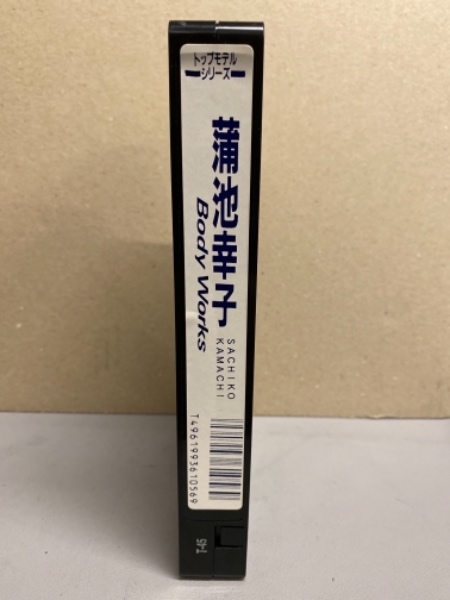 トップモデル
シリーズ
蒲池幸子
Body Works
SACHIKO
KAMACHI
T4961993610569
T-45